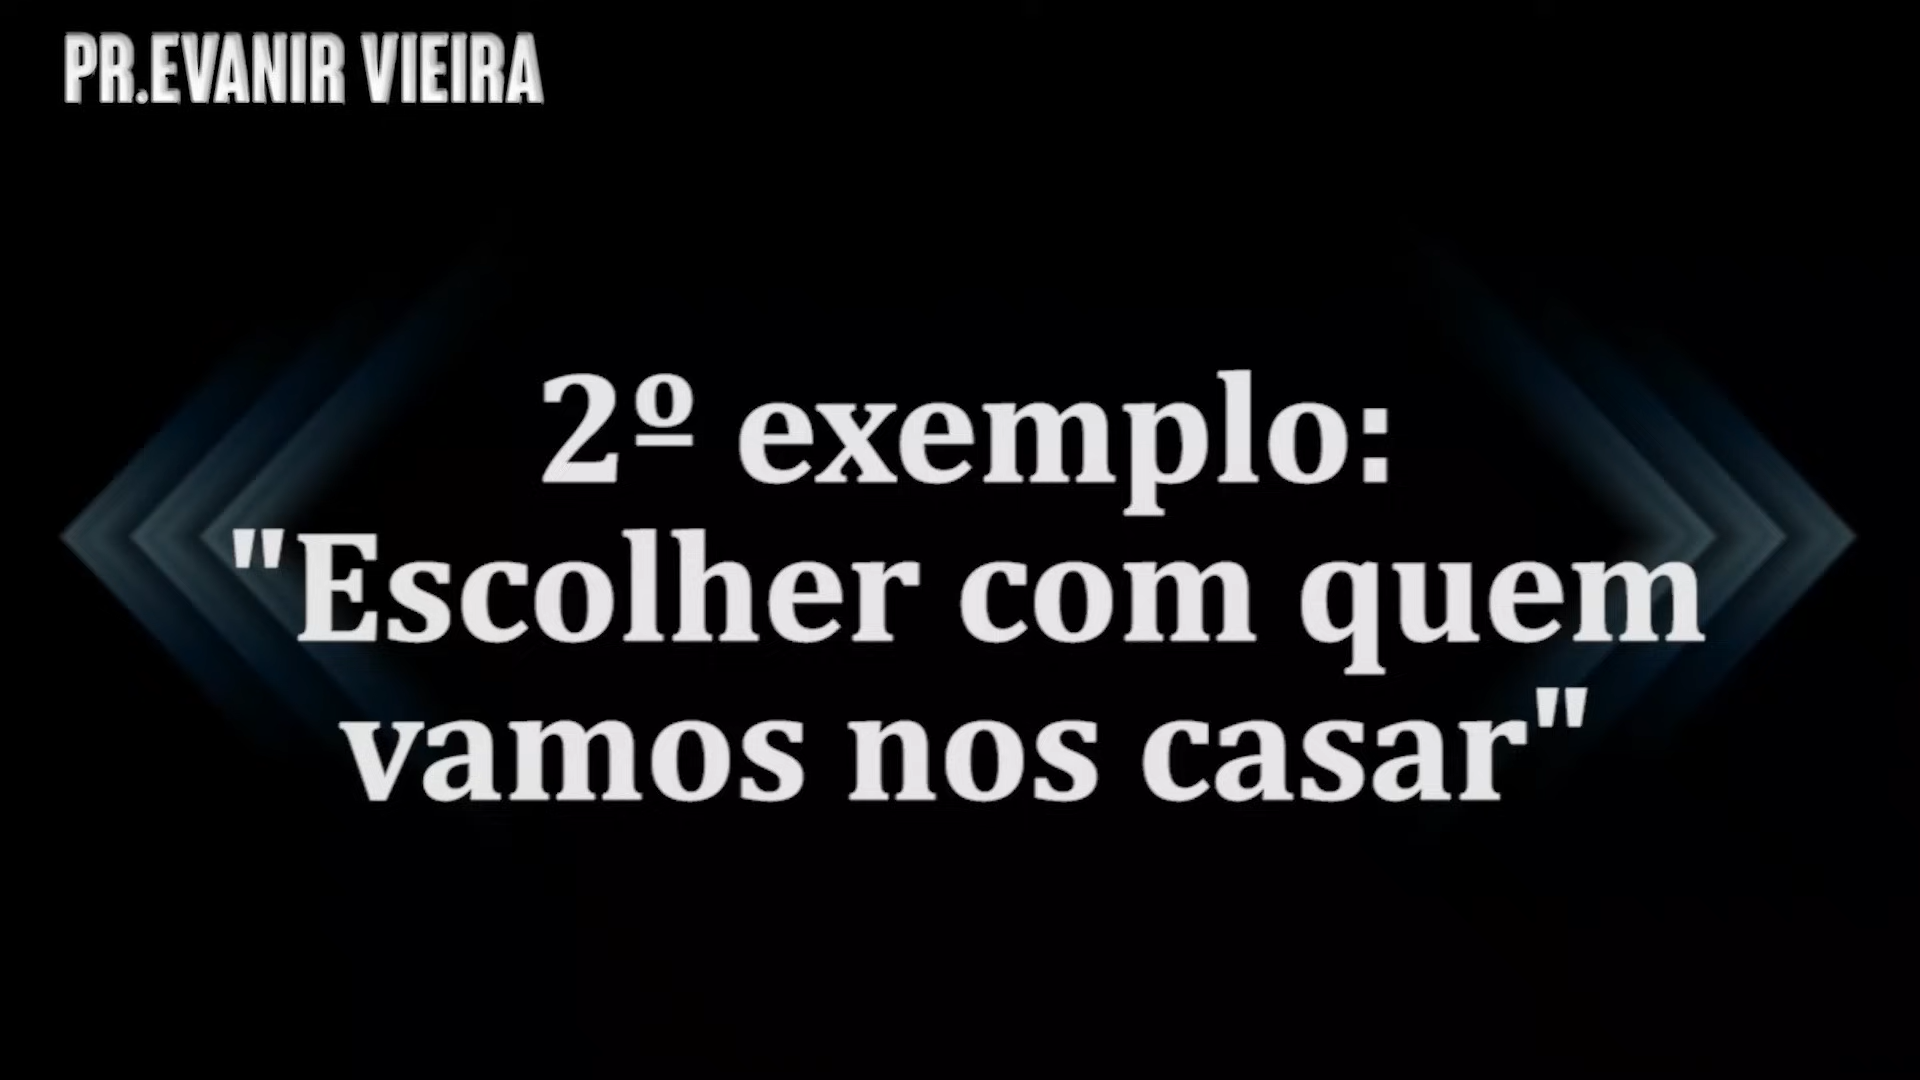 PR.EVANIR VIEIRA
2º exemplo:
"Escolher com quem
vamos nos casar"